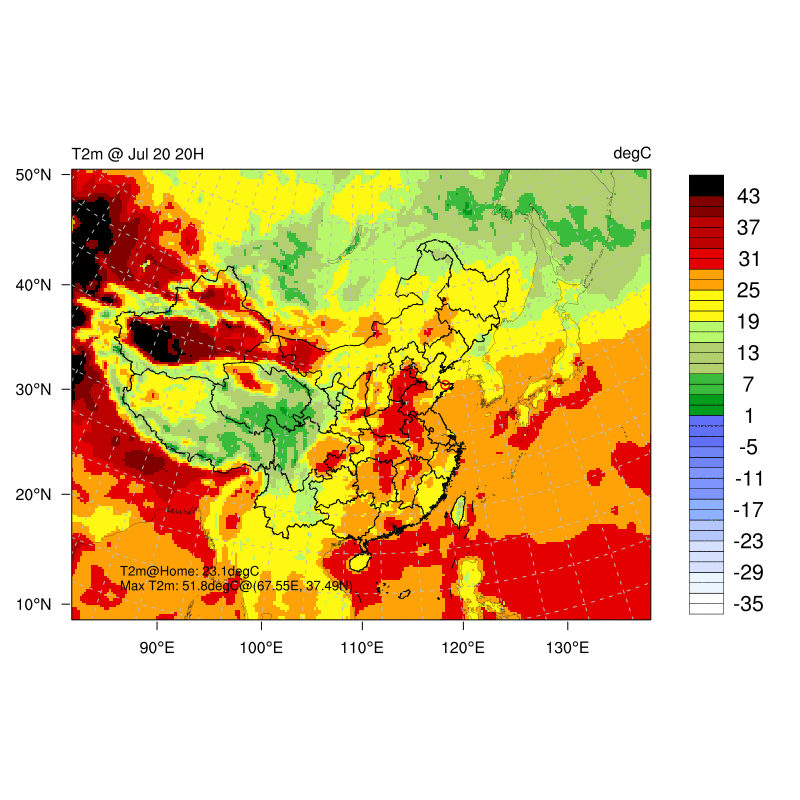 T2m @ Jul 20 20H
degC
50°N
40°N
30°N
20°N
10°N
T2m@Home: 23.1degC
Max T2m: 51.8degC@(67.55E, 37.49N)
90°E
100°E
110°E
120°E
130°E
43
37
31
25
19
13
7
1
-5
-11
-17
-23
-29
-35